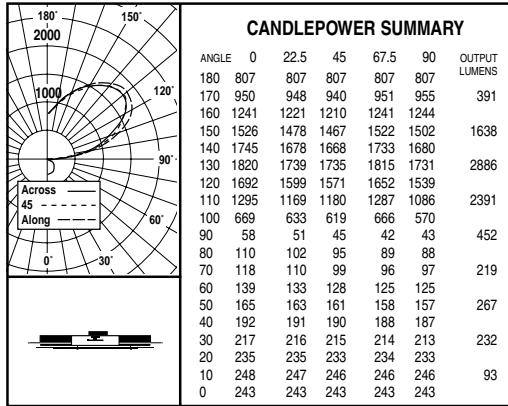 180˚
150˚
2000
1000
120˚
90˚
Across
45
Along
60˚
0˚
30˚
CANDLEPOWER SUMMARY
ANGLE 0 22.5 45 67.5 90 OUTPUT
LUMENS
180 807 807 807 807 807
170 950 948 940 951 955 391
160 1241 1221 1210 1241 1244
150 1526 1478 1467 1522 1502 1638
140 1745 1678 1668 1733 1680
130 1820 1739 1735 1815 1731 2886
120 1692 1599 1571 1652 1539
110 1295 1169 1180 1287 1086 2391
100 669 633 619 666 570
90 58 51 45 42 43 452
80 110 102 95 89 88
70 118 110 99 96 97 219
60 139 133 128 125 125
50 165 163 161 158 157 267
40 192 191 190 188 187
30 217 216 215 214 213 232
20 235 235 233 234 233
10 248 247 246 246 246 93
0 243 243 243 243 243